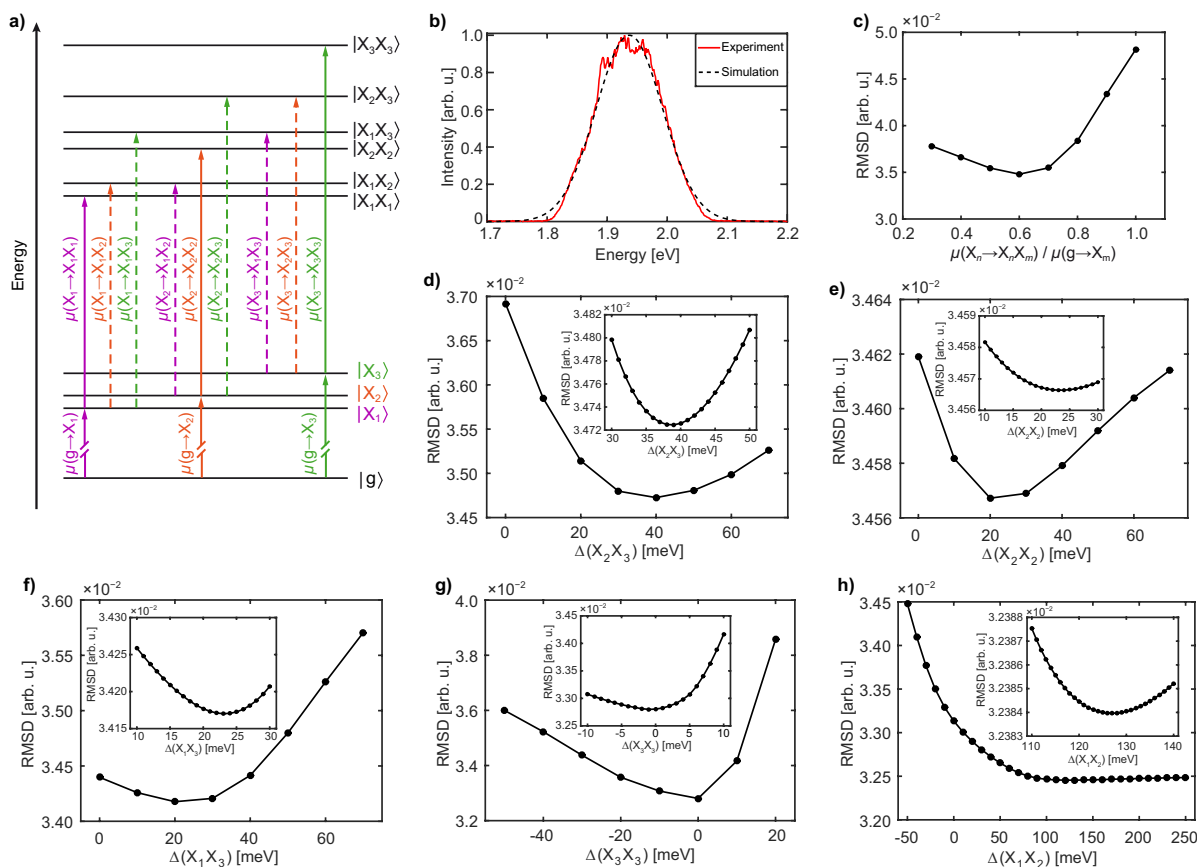 a)
Energy
|X3X3⟩
|X2X3⟩
|X1X3⟩
|X2X2⟩
|X1X2⟩
|X1X1⟩
μ(X1→X1X1)
μ(X1→X1X2)
μ(X1→X1X3)
μ(X2→X1X2)
μ(X2→X2X2)
μ(X2→X2X3)
μ(X3→X1X3)
μ(X3→X2X3)
μ(X3→X3X3)
|X3⟩
|X2⟩
|X1⟩
μ(g→X1)
μ(g→X2)
μ(g→X3)
|g⟩
b)
Intensity [arb. u.]
1.0
0.8
0.6
0.4
0.2
0
Experiment
Simulation
1.7 1.8 1.9 2.0 2.1 2.2
Energy [eV]
c)
×10-2
RMSD [arb. u.]
5.0
4.5
4.0
3.5
3.0
0.2 0.4 0.6 0.8 1.0
μ(Xn→XnXm) / μ(g→Xm)
d)
×10-2
RMSD [arb. u.]
3.70
3.65
3.60
3.55
3.50
3.45
0 20 40 60
Δ(X2X3) [meV]
×10-2
RMSD [arb. u.]
3.482
3.480
3.478
3.476
3.474
3.472
30 35 40 45 50
Δ(X2X3) [meV]
e)
×10-2
RMSD [arb. u.]
3.464
3.462
3.460
3.458
3.456
0 20 40 60
Δ(X2X2) [meV]
×10-2
RMSD [arb. u.]
3.459
3.458
3.457
3.456
10 15 20 25 30
Δ(X2X2) [meV]
f)
×10-2
RMSD [arb. u.]
3.60
3.55
3.50
3.45
3.40
0 20 40 60
Δ(X1X3) [meV]
×10-2
RMSD [arb. u.]
3.430
3.425
3.420
3.415
10 15 20 25 30
Δ(X1X3) [meV]
g)
×10-2
RMSD [arb. u.]
4.0
3.8
3.6
3.4
3.2
-40 -20 0 20
Δ(X3X3) [meV]
×10-2
RMSD [arb. u.]
3.45
3.40
3.35
3.30
3.25
-10 -5 0 5 10
Δ(X3X3) [meV]
h)
×10-2
RMSD [arb. u.]
3.45
3.40
3.35
3.30
3.25
3.20
-50 0 50 100 150 200 250
Δ(X1X2) [meV]
×10-2
RMSD [arb. u.]
3.2388
3.2387
3.2386
3.2385
3.2384
3.2383
110 120 130 140
Δ(X1X2) [meV]